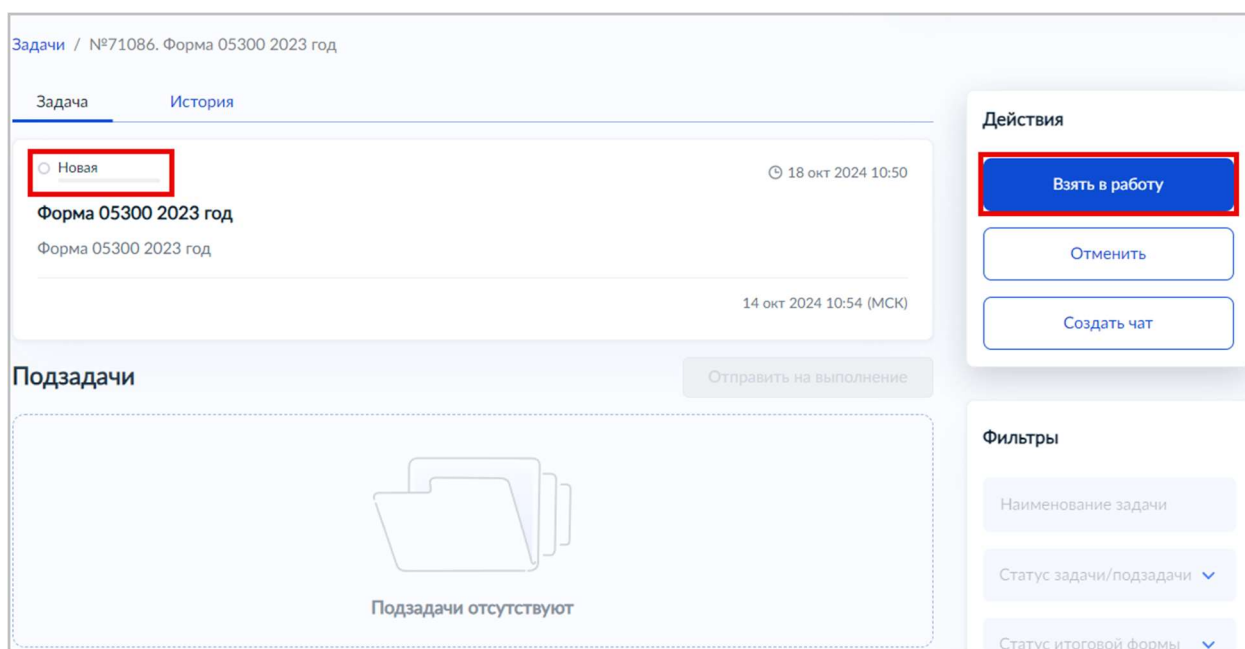 Задачи / №71086. Форма 05300 2023 год
Задача История
Новая
18 окт 2024 10:50
Форма 05300 2023 год
Форма 05300 2023 год
14 окт 2024 10:54 (МСК)
Подзадачи
Отправить на выполнение
Подзадачи отсутствуют
Действия
Взять в работу
Отменить
Создать чат
Фильтры
Наименование задачи
Статус задачи/подзадачи
Статус итоговой формы